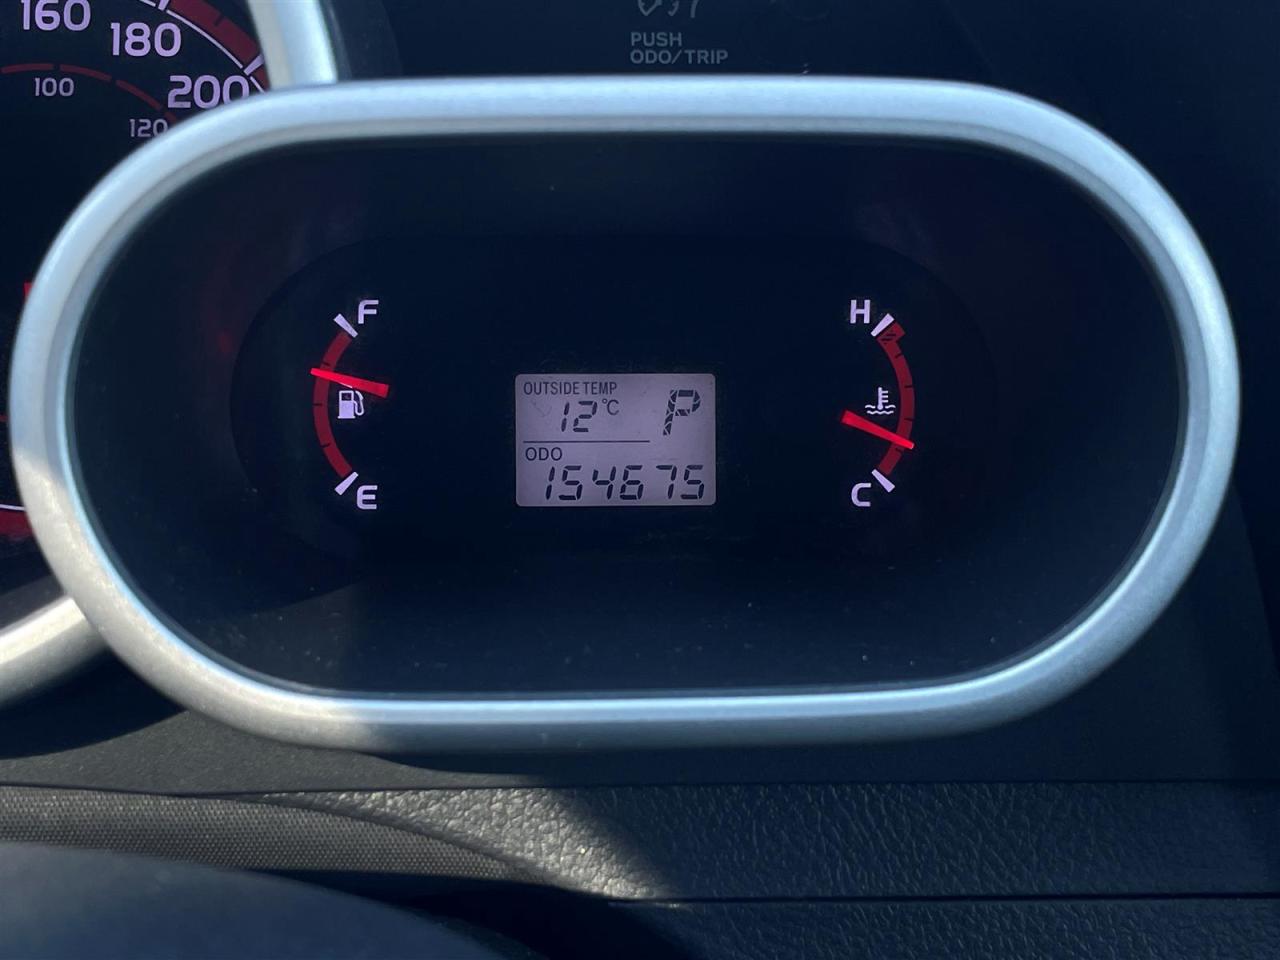 160
180
200
100
120
PUSH
ODO/TRIP
F
E
OUTSIDE TEMP
12°C P
ODO
154675
H
C